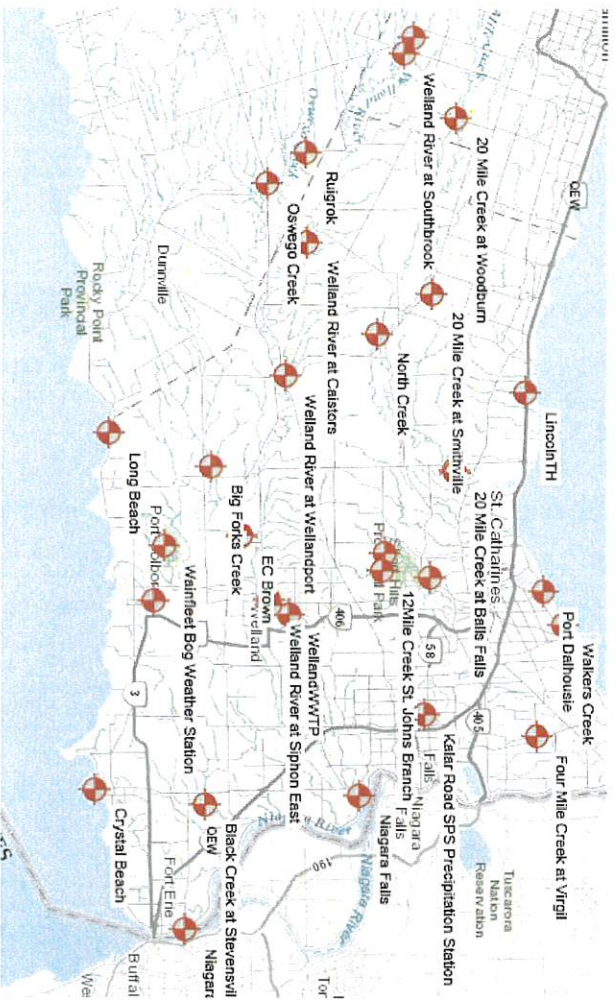 QEW
20 Mile Creek at Woodburn
Welland River at Southbrook
LincolnTH
20 Mile Creek at Smithville
North Creek
Ruigrok
Welland River at Caistors
Oswego Creek
Dunnville
Rocky Point
Provincial
Park
Welland River at Wellandport
Long Beach
Big Forks Creek
St. Catharines
20 Mile Creek at Balls Falls
Walkers Creek
Port Dalhousie
Four Mile Creek at Virgil
12Mile Creek St. Johns Branch
Kalar Road SPS Precipitation Station
406
58
405
EC Brown
Welland
WellandWWTP
Welland River at Siphon East
Wainfleet Bog Weather Station
3
Niagara
Falls
Niagara Falls
Tuscarora
Nation
Reservation
Niagara River
190
QEW
Black Creek at Stevensvil
Crystal Beach
Fort Erie
Niagara
Buffal